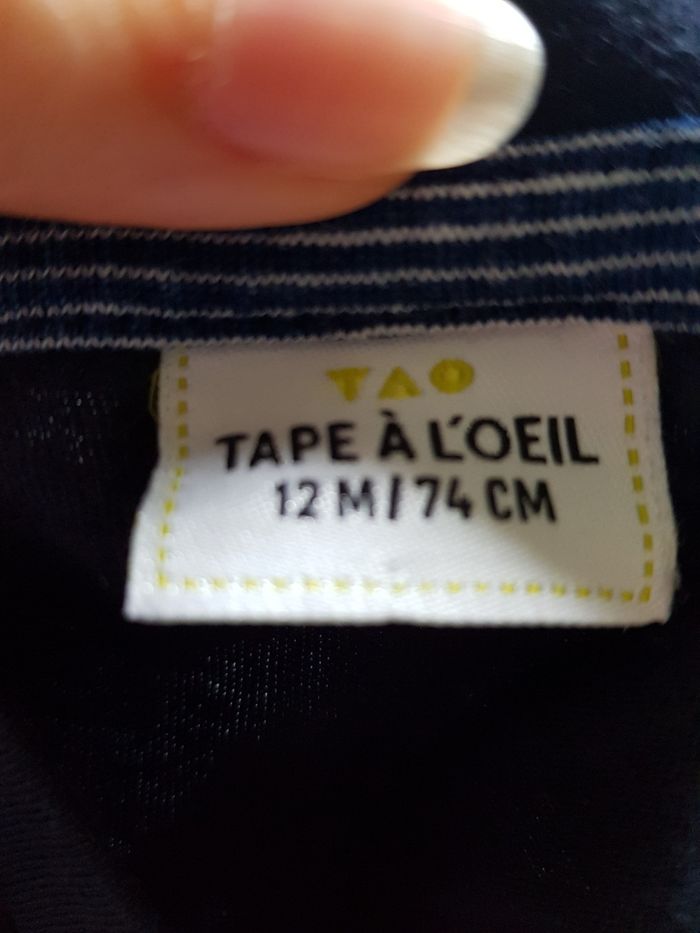 TAO
TAPE À L'OEIL
12 M/74 CM